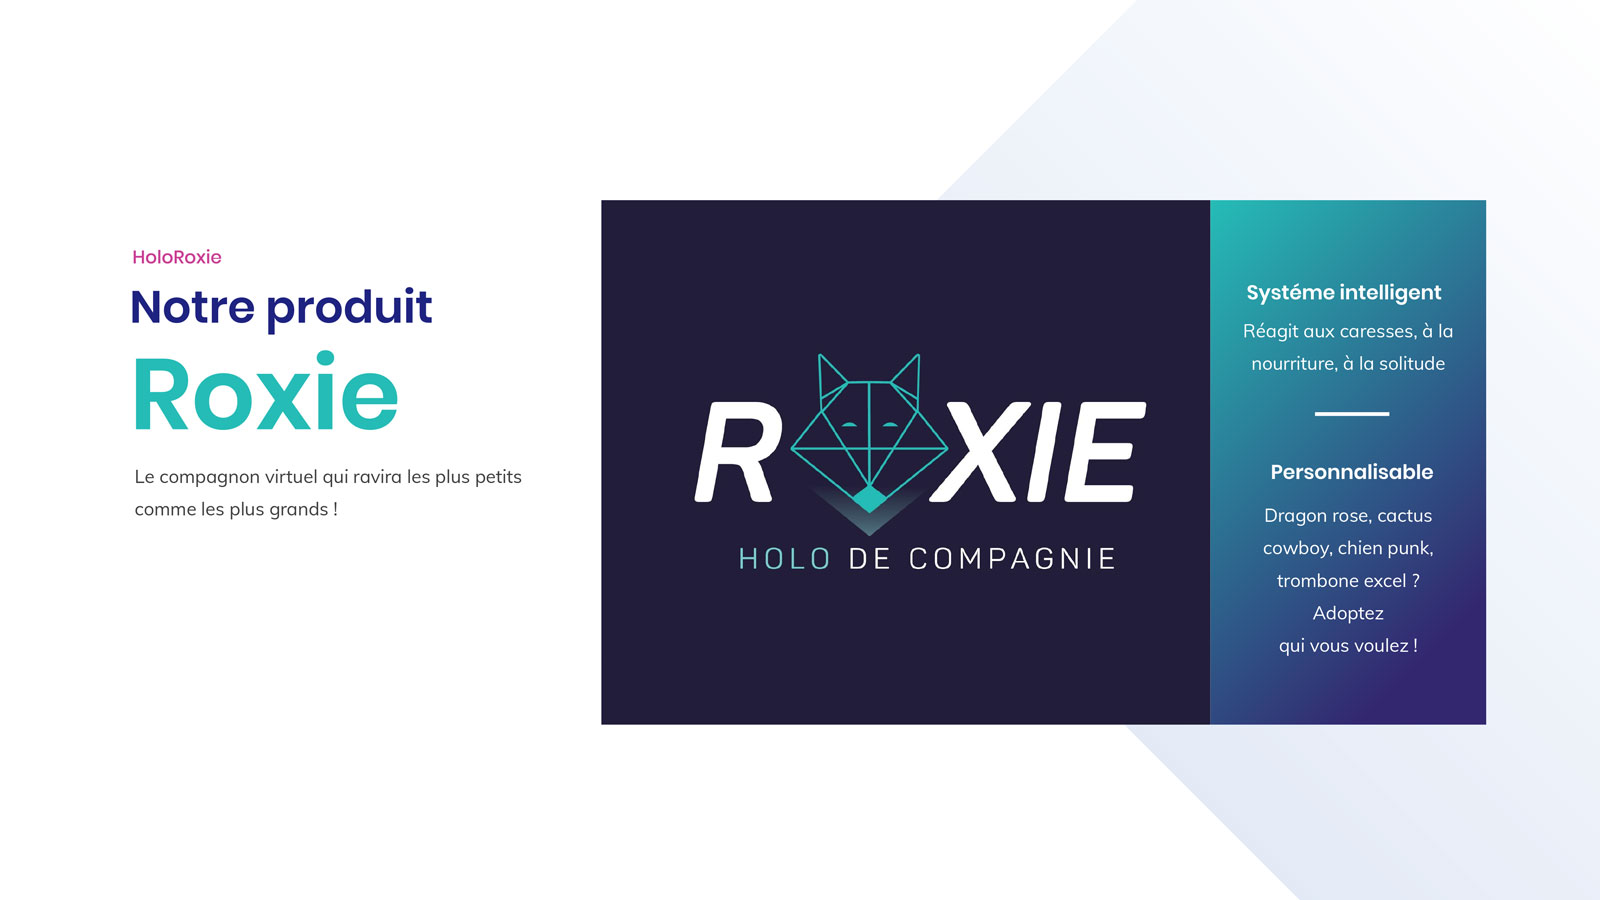 HoloRoxie
Notre produit
Roxie
Le compagnon virtuel qui ravira les plus petits
comme les plus grands !
ROXIE
HOLO DE COMPAGNIE
Systéme intelligent
Réagit aux caresses, à la
nourriture, à la solitude
Personnalisable
Dragon rose, cactus
cowboy, chien punk,
trombone excel ?
Adoptez
qui vous voulez !